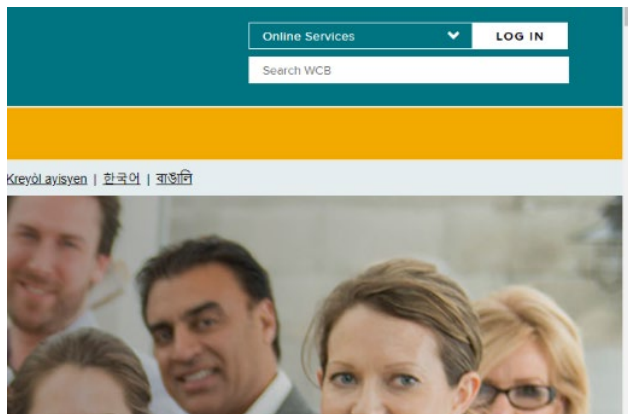 Online Services LOG IN
Search WCB
Kreyòl ayisyen | 한국어 | বাঙালি